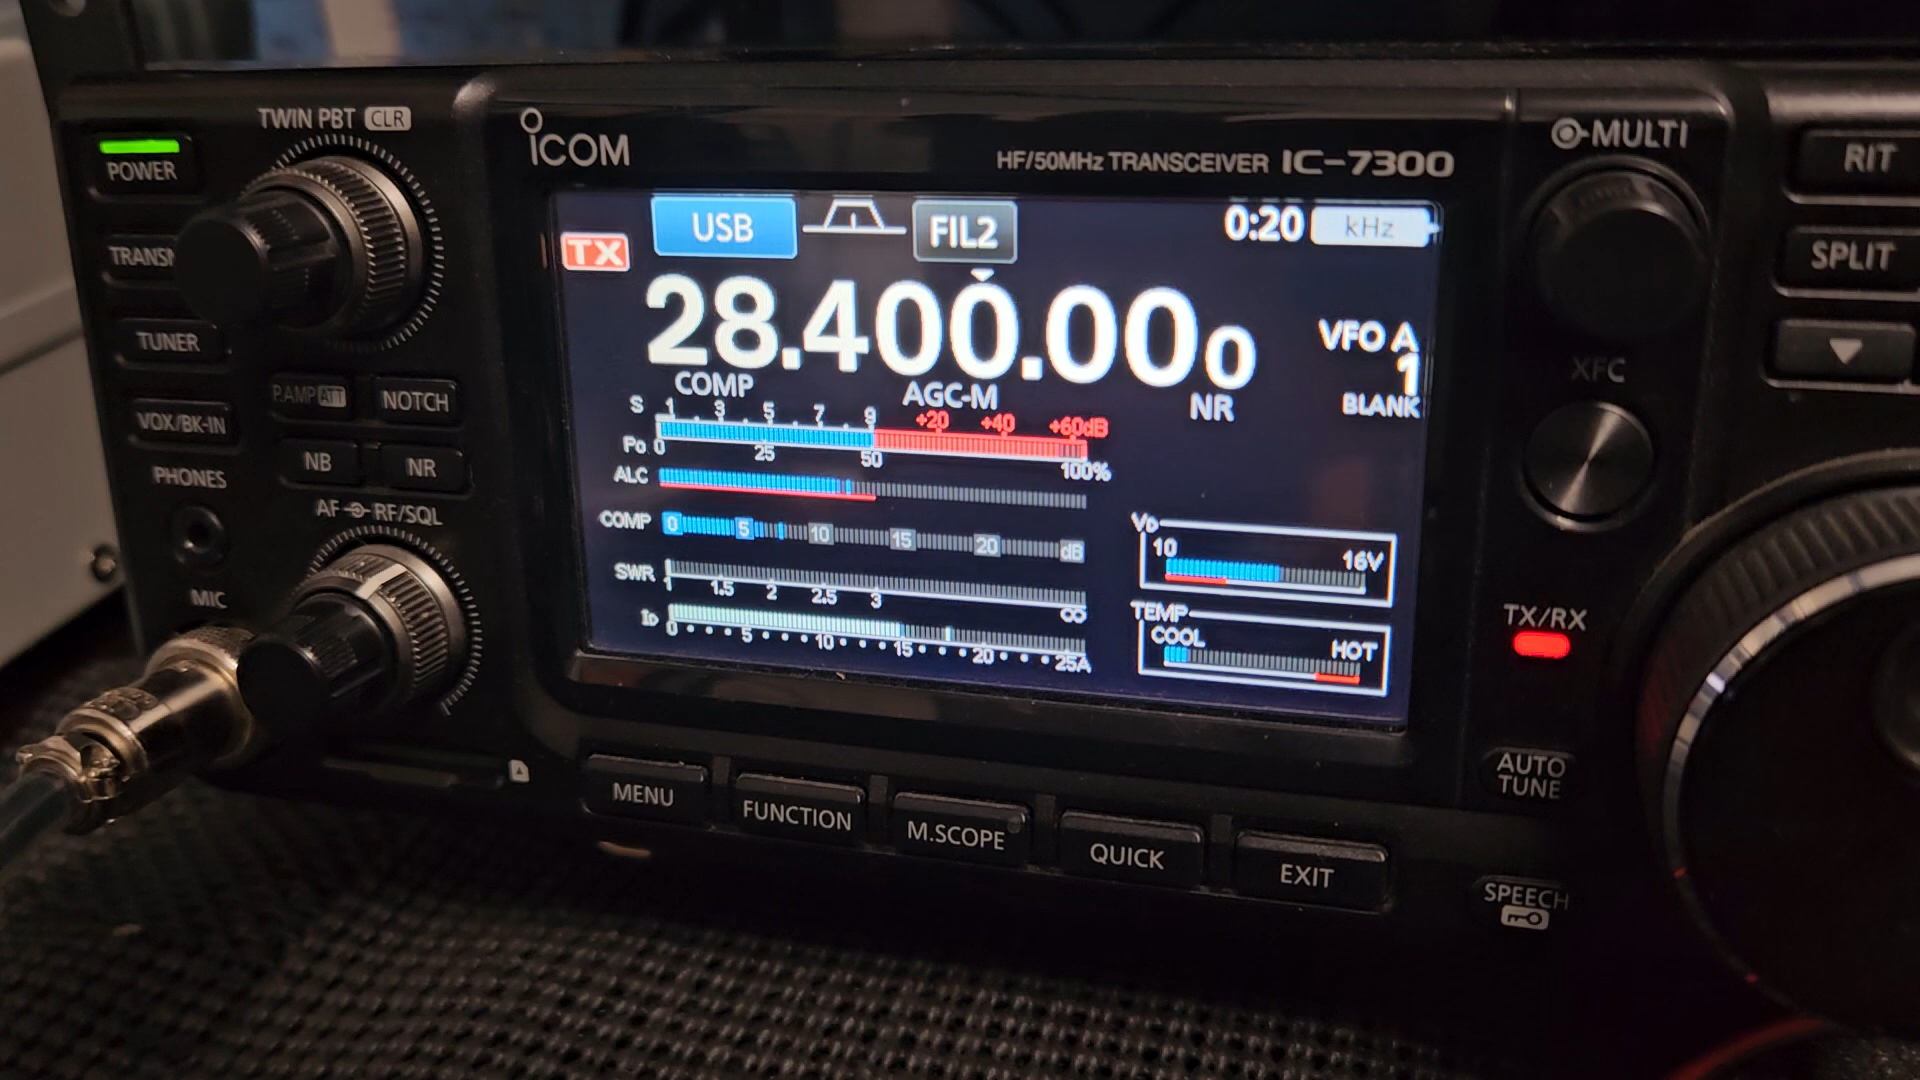 TWIN PBT CLR
POWER
TUNER
VOX/BK-IN
PHONES
MIC
P.AMP ATT
NOTCH
NB
NR
AF RF/SQL
ICOM
HF/50MHz TRANSCEIVER IC-7300
USB
FIL2
0:20
kHz
TX
28.400.000
VFO A
1
BLANK
COMP
AGC-M
NR
S 1 3 5 7 9 +20 +40 +60dB
Po 0 25 50 100%
ALC
COMP 0 5 10 15 20 dB
SWR 1 1.5 2 2.5 3 ∞
ID 0 5 10 15 20 25A
VD
10 16V
TEMP
COOL HOT
MENU
FUNCTION
M.SCOPE
QUICK
EXIT
MULTI
XFC
TX/RX
AUTO
TUNE
SPEECH
RIT
SPLIT